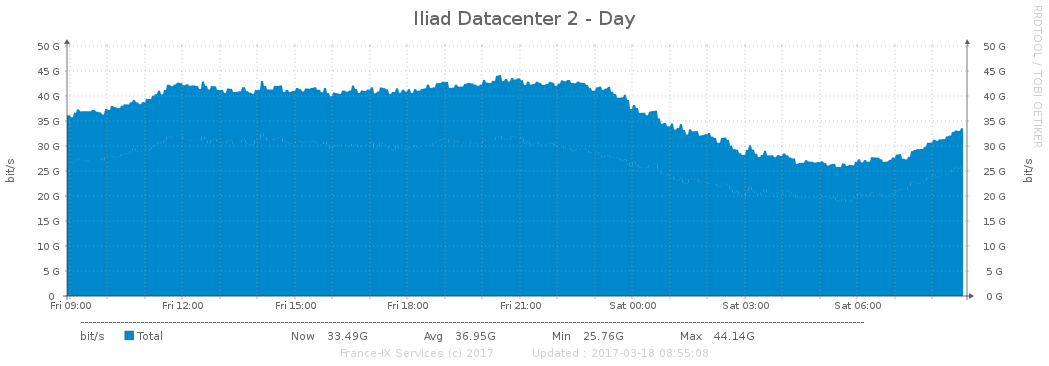 Iliad Datacenter 2 - Day
RRDTOOL / TOBI OETIKER
50 G 50 G
45 G 45 G
40 G 40 G
35 G 35 G
30 G 30 G
25 G 25 G
20 G 20 G
15 G 15 G
10 G 10 G
5 G 5 G
0 0 G
bit/s
bit/s
Fri 09:00 Fri 12:00 Fri 15:00 Fri 18:00 Fri 21:00 Sat 00:00 Sat 03:00 Sat 06:00
bit/s Total Now 33.49G Avg 36.95G Min 25.76G Max 44.14G
France-IX Services (c) 2017 Updated : 2017-03-18 08:55:08